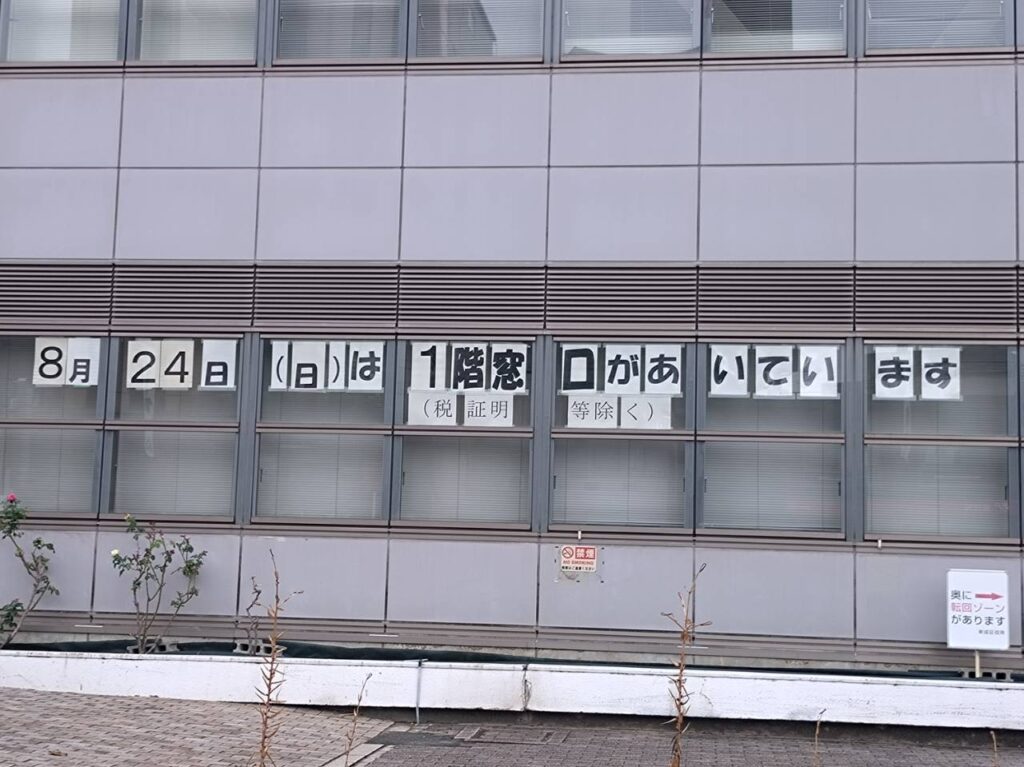 8月24日(日)は1階窓口があいています
(税証明等除く)
禁煙
NO SMOKING
奥に
転回ゾーン
があります